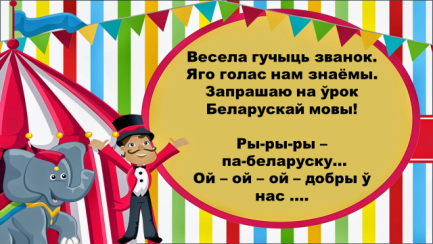 Весела гучыць званок.
Яго голас нам знаёмы.
Запрашаю на ўрок
Беларускай мовы!
Ры-ры-ры –
па-беларуску...
Ой – ой – ой – добры ў
нас ....